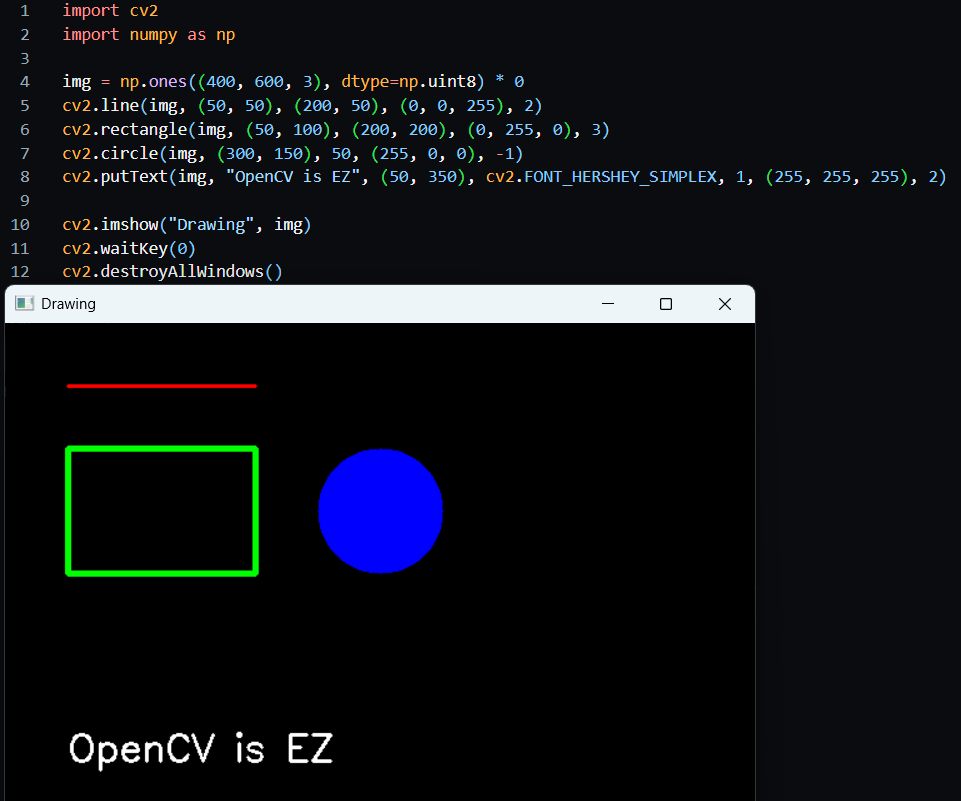 1 import cv2
2 import numpy as np
3
4 img = np.ones((400, 600, 3), dtype=np.uint8) * 0
5 cv2.line(img, (50, 50), (200, 50), (0, 0, 255), 2)
6 cv2.rectangle(img, (50, 100), (200, 200), (0, 255, 0), 3)
7 cv2.circle(img, (300, 150), 50, (255, 0, 0), -1)
8 cv2.putText(img, "OpenCV is EZ", (50, 350), cv2.FONT_HERSHEY_SIMPLEX, 1, (255, 255, 255), 2)
9
10 cv2.imshow("Drawing", img)
11 cv2.waitKey(0)
12 cv2.destroyAllWindows()
Drawing
OpenCV is EZ